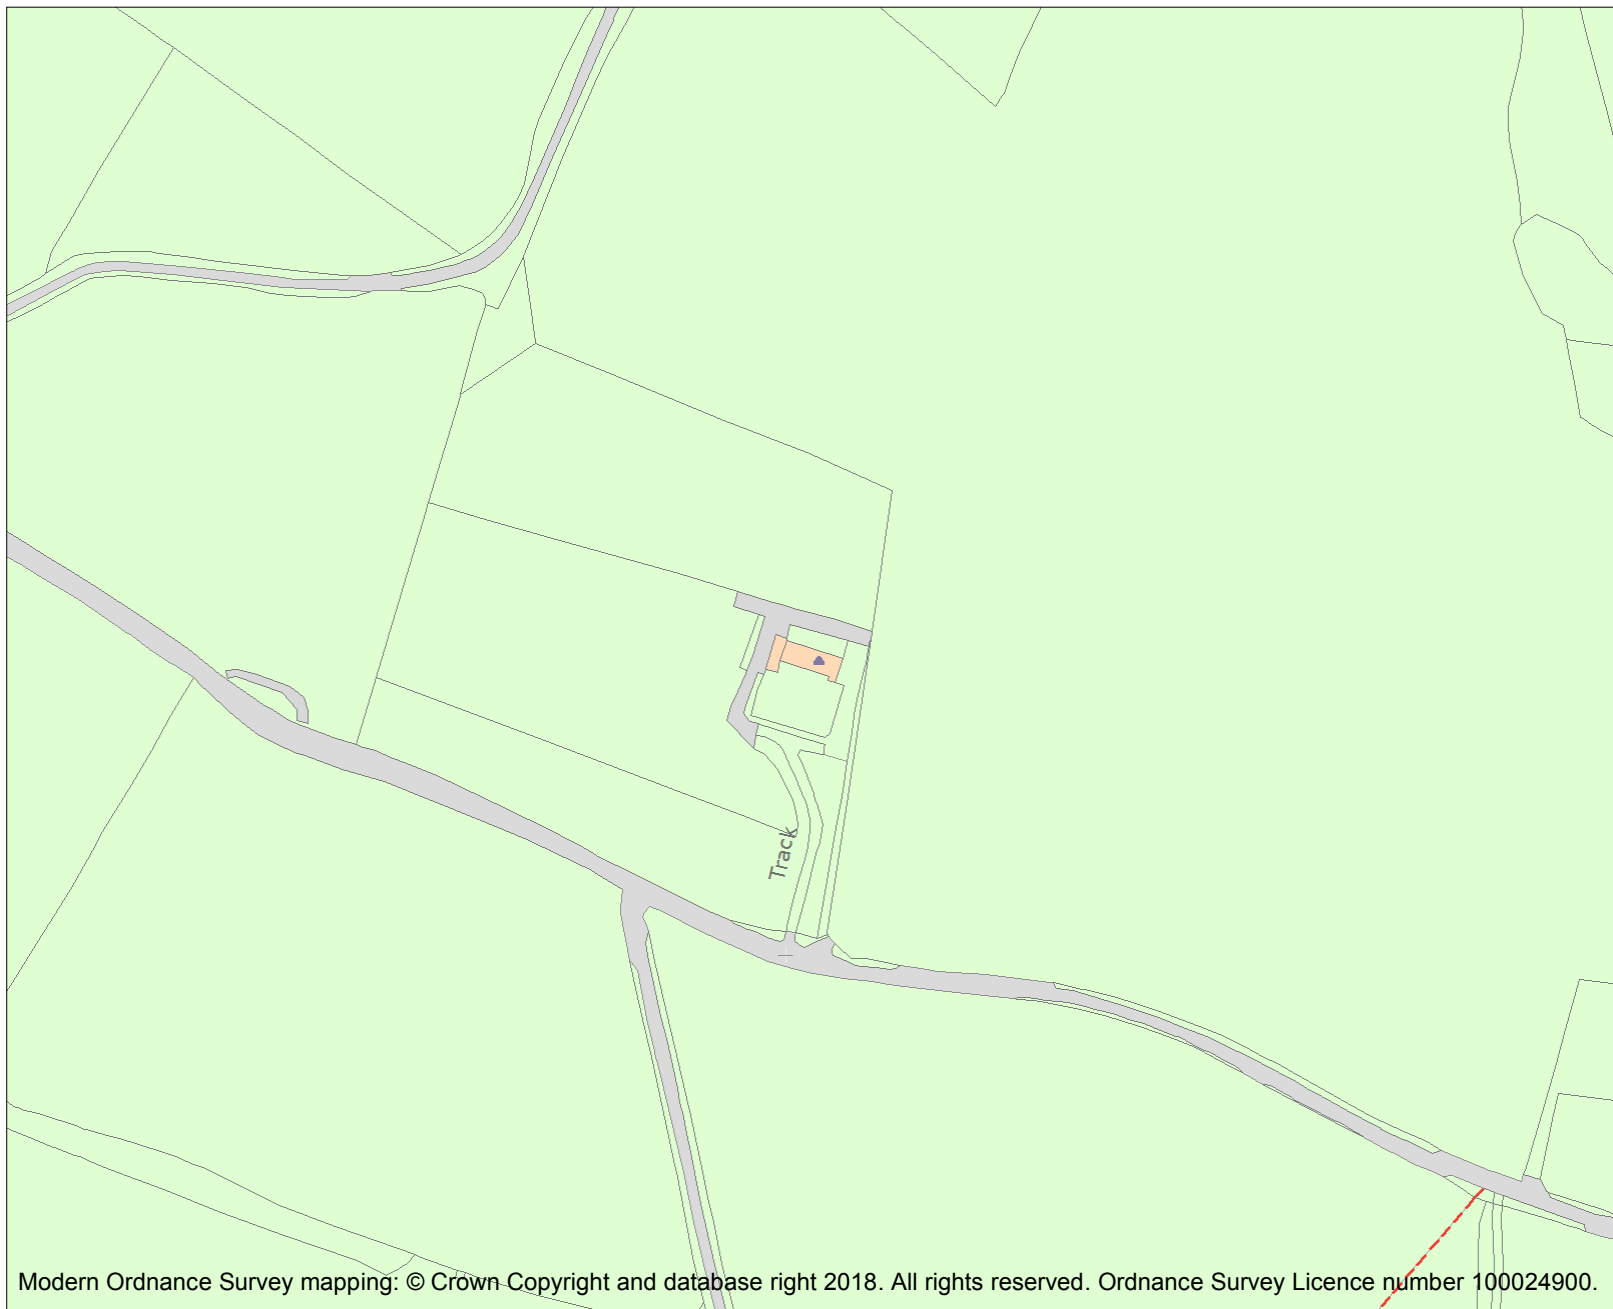 Track
Modern Ordnance Survey mapping: © Crown Copyright and database right 2018. All rights reserved. Ordnance Survey Licence number 100024900.